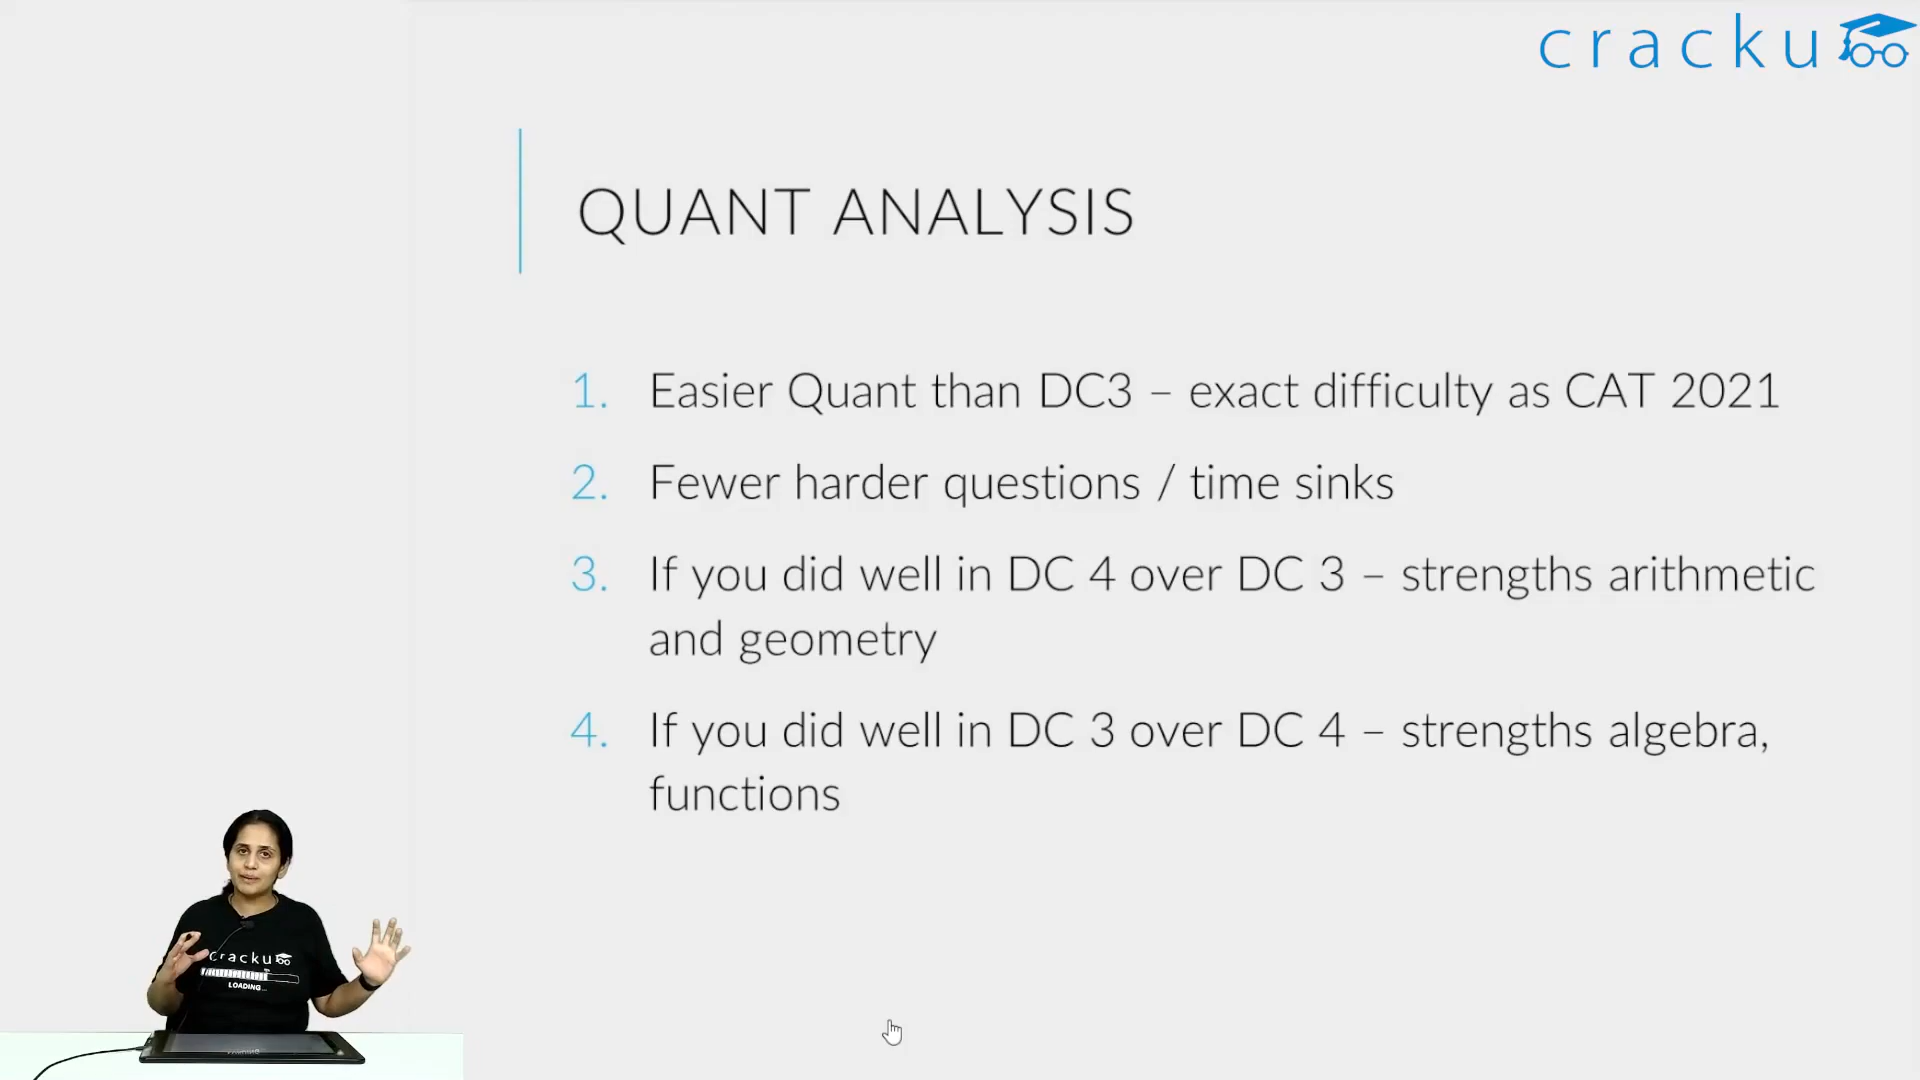 cracku
QUANT ANALYSIS
1. Easier Quant than DC3 – exact difficulty as CAT 2021
2. Fewer harder questions / time sinks
3. If you did well in DC 4 over DC 3 – strengths arithmetic
and geometry
4. If you did well in DC 3 over DC 4 – strengths algebra,
functions
cracku
LOADING...